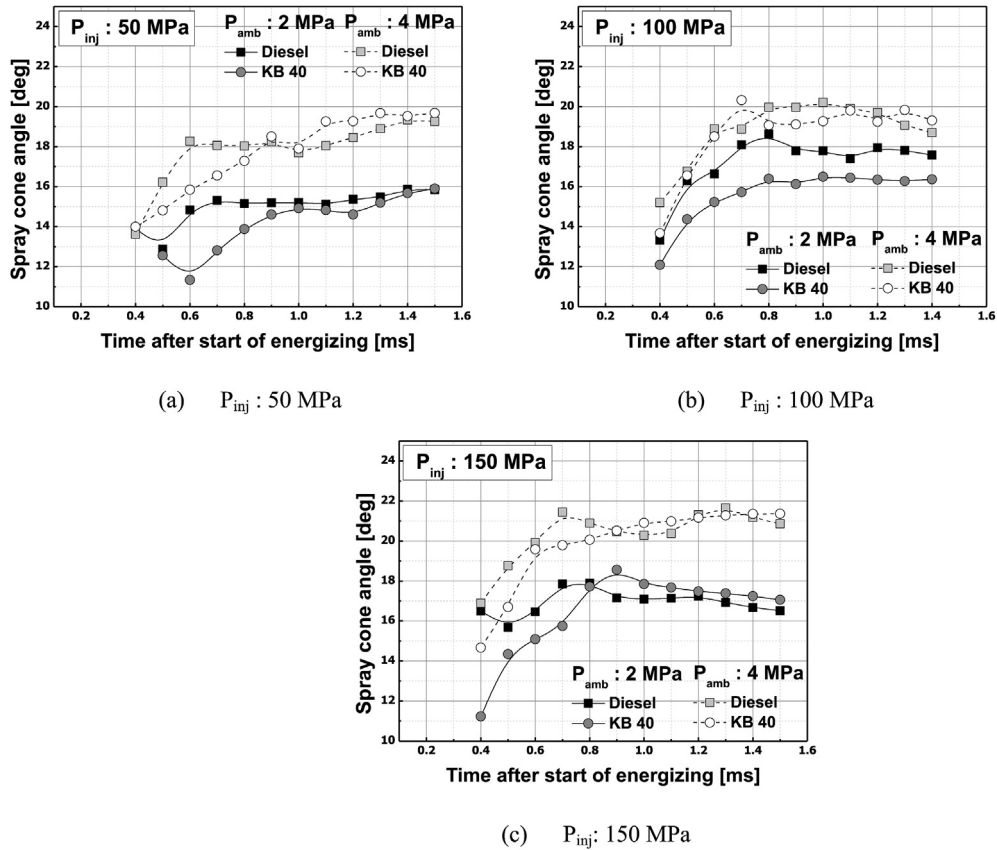 P_inj : 50 MPa
P_amb : 2 MPa P_amb : 4 MPa
Diesel Diesel
KB 40 KB 40
24
22
20
18
16
14
12
10
Spray cone angle [deg]
0.2 0.4 0.6 0.8 1.0 1.2 1.4 1.6
Time after start of energizing [ms]
(a) P_inj : 50 MPa
P_inj : 100 MPa
24
22
20
18
16
14
12
10
Spray cone angle [deg]
P_amb : 2 MPa P_amb : 4 MPa
Diesel Diesel
KB 40 KB 40
0.2 0.4 0.6 0.8 1.0 1.2 1.4 1.6
Time after start of energizing [ms]
(b) P_inj : 100 MPa
P_inj : 150 MPa
24
22
20
18
16
14
12
10
Spray cone angle [deg]
P_amb : 2 MPa P_amb : 4 MPa
Diesel Diesel
KB 40 KB 40
0.2 0.4 0.6 0.8 1.0 1.2 1.4 1.6
Time after start of energizing [ms]
(c) P_inj: 150 MPa